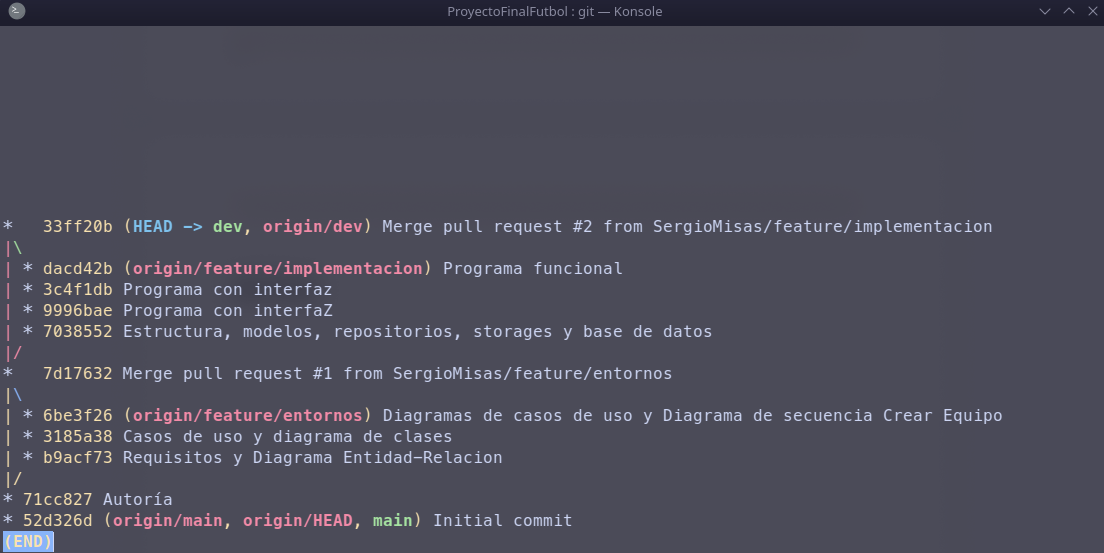 ProyectoFinalFutbol : git — Konsole
*   33ff20b (HEAD -> dev, origin/dev) Merge pull request #2 from SergioMisas/feature/implementacion
|\
| * dacd42b (origin/feature/implementacion) Programa funcional
| * 3c4f1db Programa con interfaz
| * 9996bae Programa con interfaZ
| * 7038552 Estructura, modelos, repositorios, storages y base de datos
|/
*   7d17632 Merge pull request #1 from SergioMisas/feature/entornos
|\
| * 6be3f26 (origin/feature/entornos) Diagramas de casos de uso y Diagrama de secuencia Crear Equipo
| * 3185a38 Casos de uso y diagrama de clases
| * b9acf73 Requisitos y Diagrama Entidad-Relacion
|/
* 71cc827 Autoría
* 52d326d (origin/main, origin/HEAD, main) Initial commit
(END)